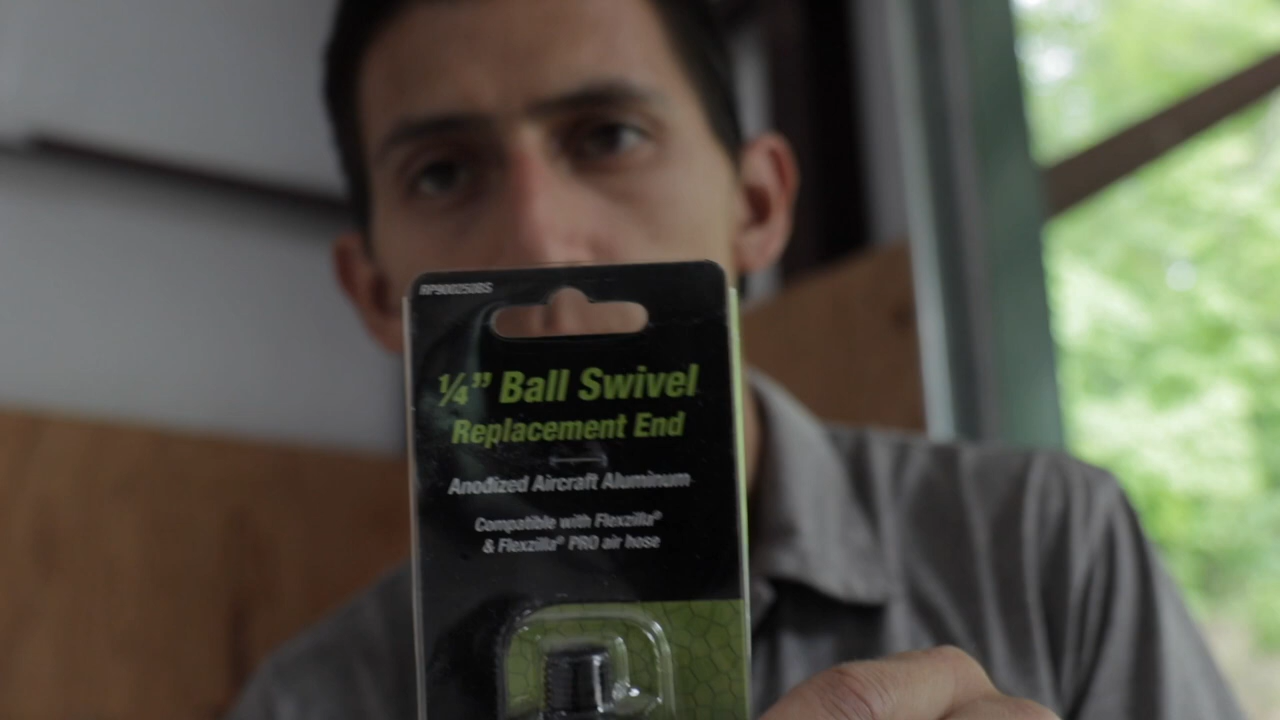 RP900250BS
¼” Ball Swivel
Replacement End
Anodized Aircraft Aluminum
Compatible with Flexzilla®
& Flexzilla® PRO air hose